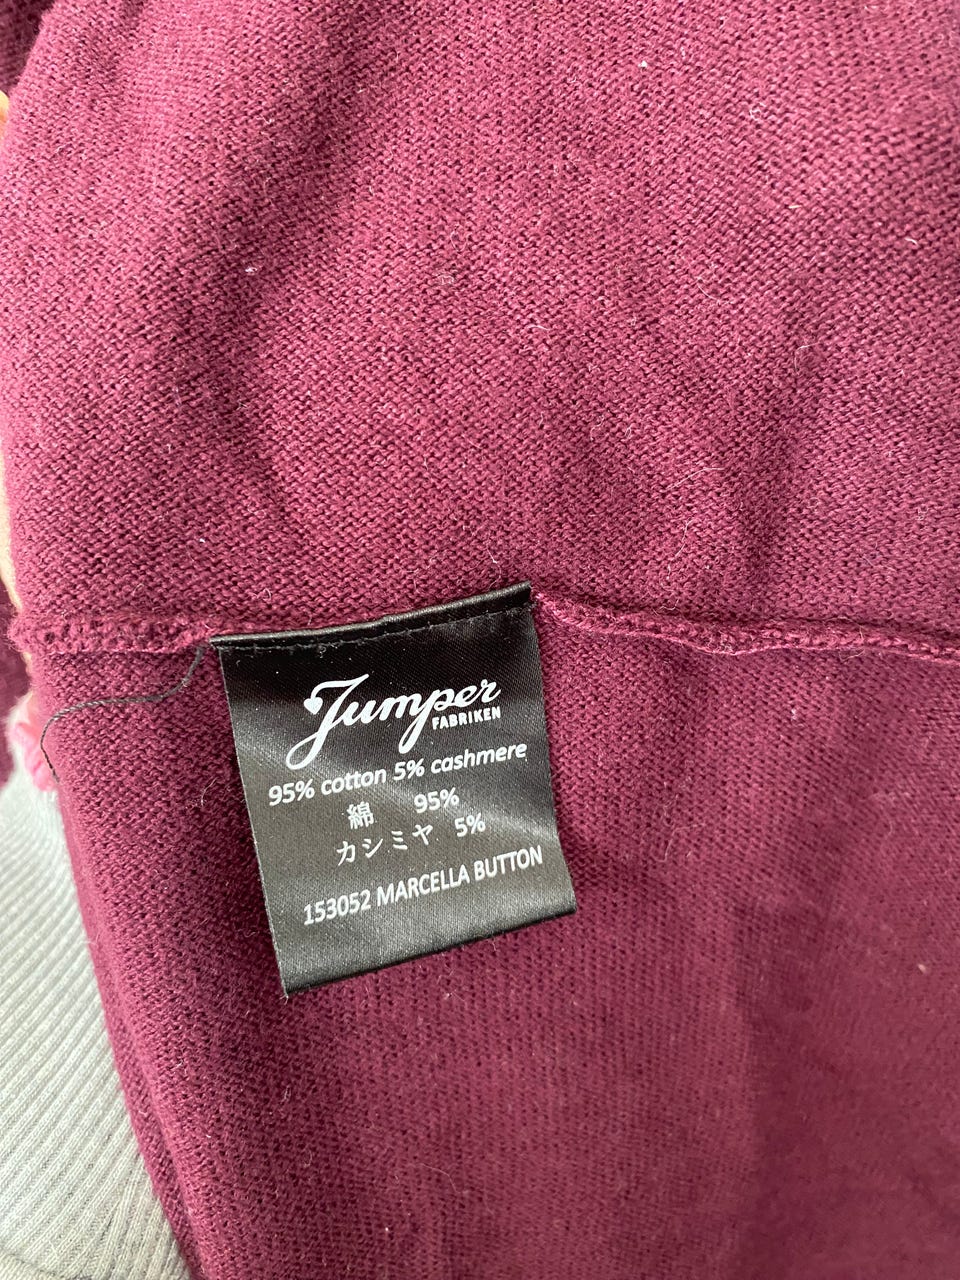 Jumper
FABRIKEN
95% cotton 5% cashmere
綿 95%
カシミヤ 5%
153052 MARCELLA BUTTON